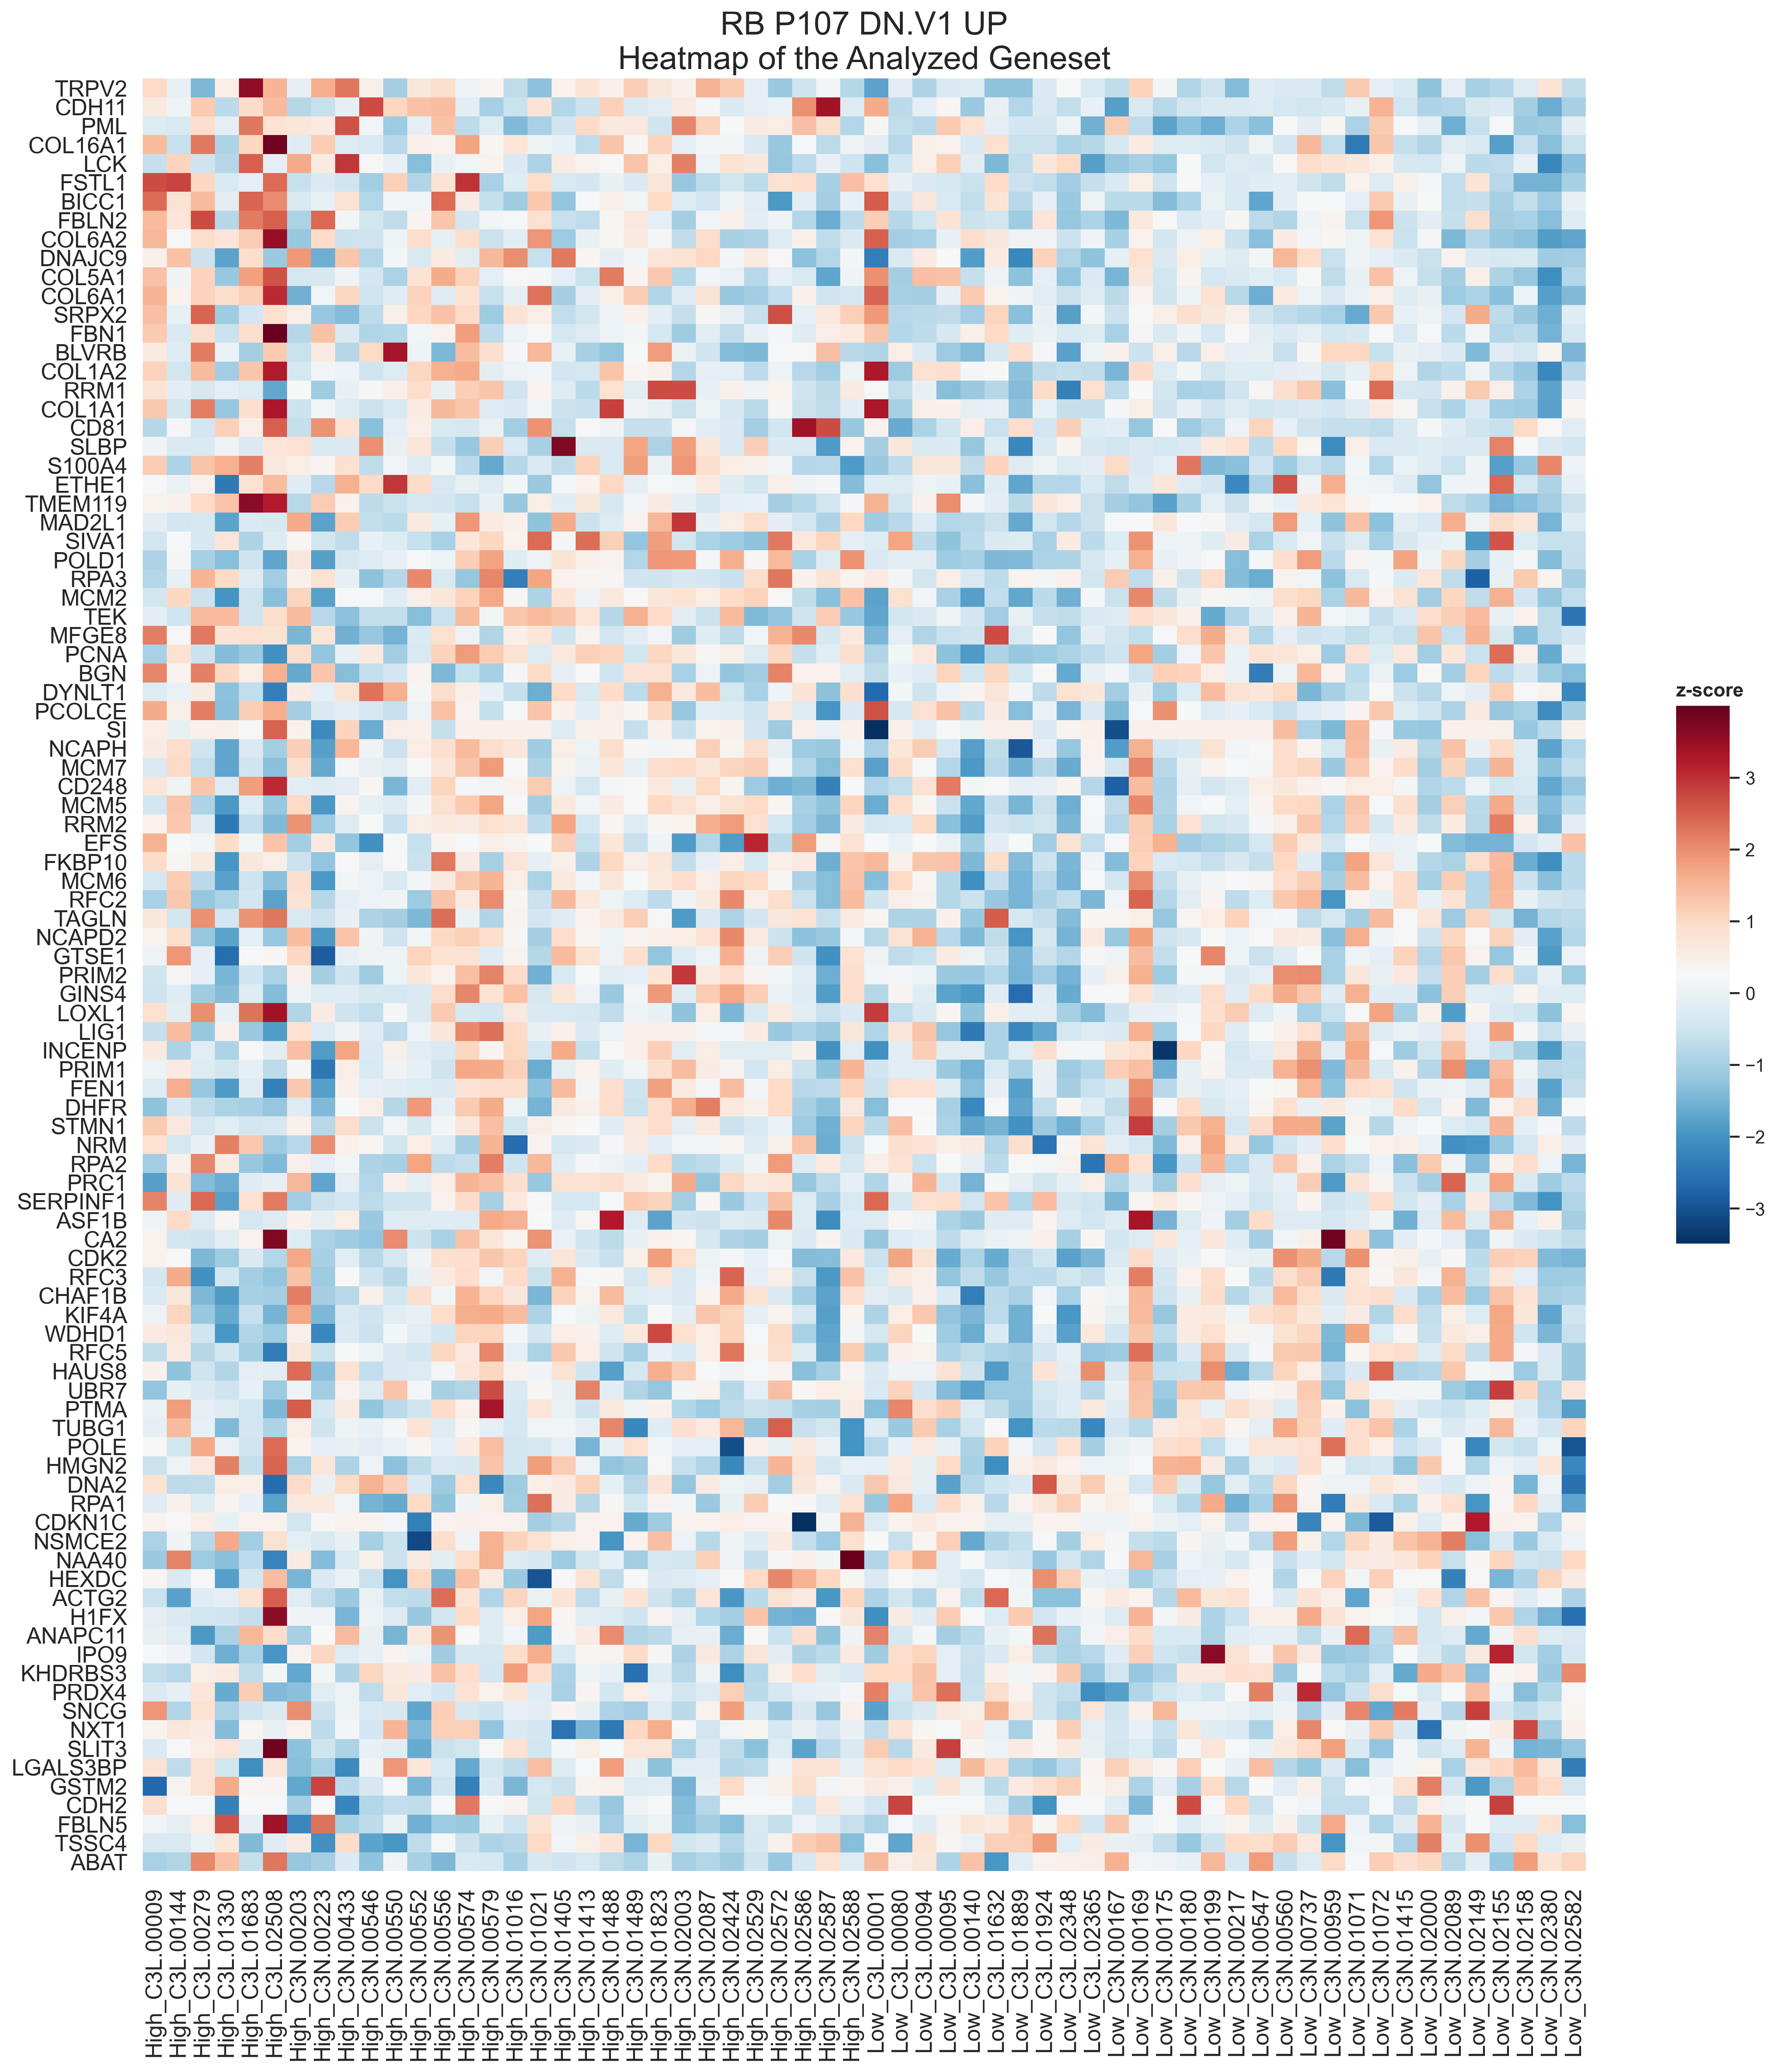 RB P107 DN.V1 UP
Heatmap of the Analyzed Geneset
TRPV2
CDH11
PML
COL16A1
LCK
FSTL1
BICC1
FBLN2
COL6A2
DNAJC9
COL5A1
COL6A1
SRPX2
FBN1
BLVRB
COL1A2
RRM1
COL1A1
CD81
SLBP
S100A4
ETHE1
TMEM119
MAD2L1
SIVA1
POLD1
RPA3
MCM2
TEK
MFGE8
PCNA
BGN
DYNLT1
PCOLCE
SI
NCAPH
MCM7
CD248
MCM5
RRM2
EFS
FKBP10
MCM6
RFC2
TAGLN
NCAPD2
GTSE1
PRIM2
GINS4
LOXL1
LIG1
INCENP
PRIM1
FEN1
DHFR
STMN1
NRM
RPA2
PRC1
SERPINF1
ASF1B
CA2
CDK2
RFC3
CHAF1B
KIF4A
WDHD1
RFC5
HAUS8
UBR7
PTMA
TUBG1
POLE
HMGN2
DNA2
RPA1
CDKN1C
NSMCE2
NAA40
HEXDC
ACTG2
H1FX
ANAPC11
IPO9
KHDRBS3
PRDX4
SNCG
NXT1
SLIT3
LGALS3BP
GSTM2
CDH2
FBLN5
TSSC4
ABAT
High_C3L.00009
High_C3L.00144
High_C3L.00279
High_C3L.01330
High_C3L.01683
High_C3L.02508
High_C3N.00203
High_C3N.00223
High_C3N.00433
High_C3N.00546
High_C3N.00550
High_C3N.00552
High_C3N.00556
High_C3N.00574
High_C3N.00579
High_C3N.01016
High_C3N.01021
High_C3N.01405
High_C3N.01413
High_C3N.01488
High_C3N.01489
High_C3N.01823
High_C3N.02003
High_C3N.02087
High_C3N.02424
High_C3N.02529
High_C3N.02572
High_C3N.02586
High_C3N.02587
High_C3N.02588
Low_C3L.00001
Low_C3L.00080
Low_C3L.00094
Low_C3L.00095
Low_C3L.00140
Low_C3L.01632
Low_C3L.01889
Low_C3L.01924
Low_C3L.02348
Low_C3L.02365
Low_C3N.00167
Low_C3N.00169
Low_C3N.00175
Low_C3N.00180
Low_C3N.00199
Low_C3N.00217
Low_C3N.00547
Low_C3N.00560
Low_C3N.00737
Low_C3N.00959
Low_C3N.01071
Low_C3N.01072
Low_C3N.01415
Low_C3N.02000
Low_C3N.02089
Low_C3N.02149
Low_C3N.02155
Low_C3N.02158
Low_C3N.02380
Low_C3N.02582
z-score
3
2
1
0
−1
−2
−3